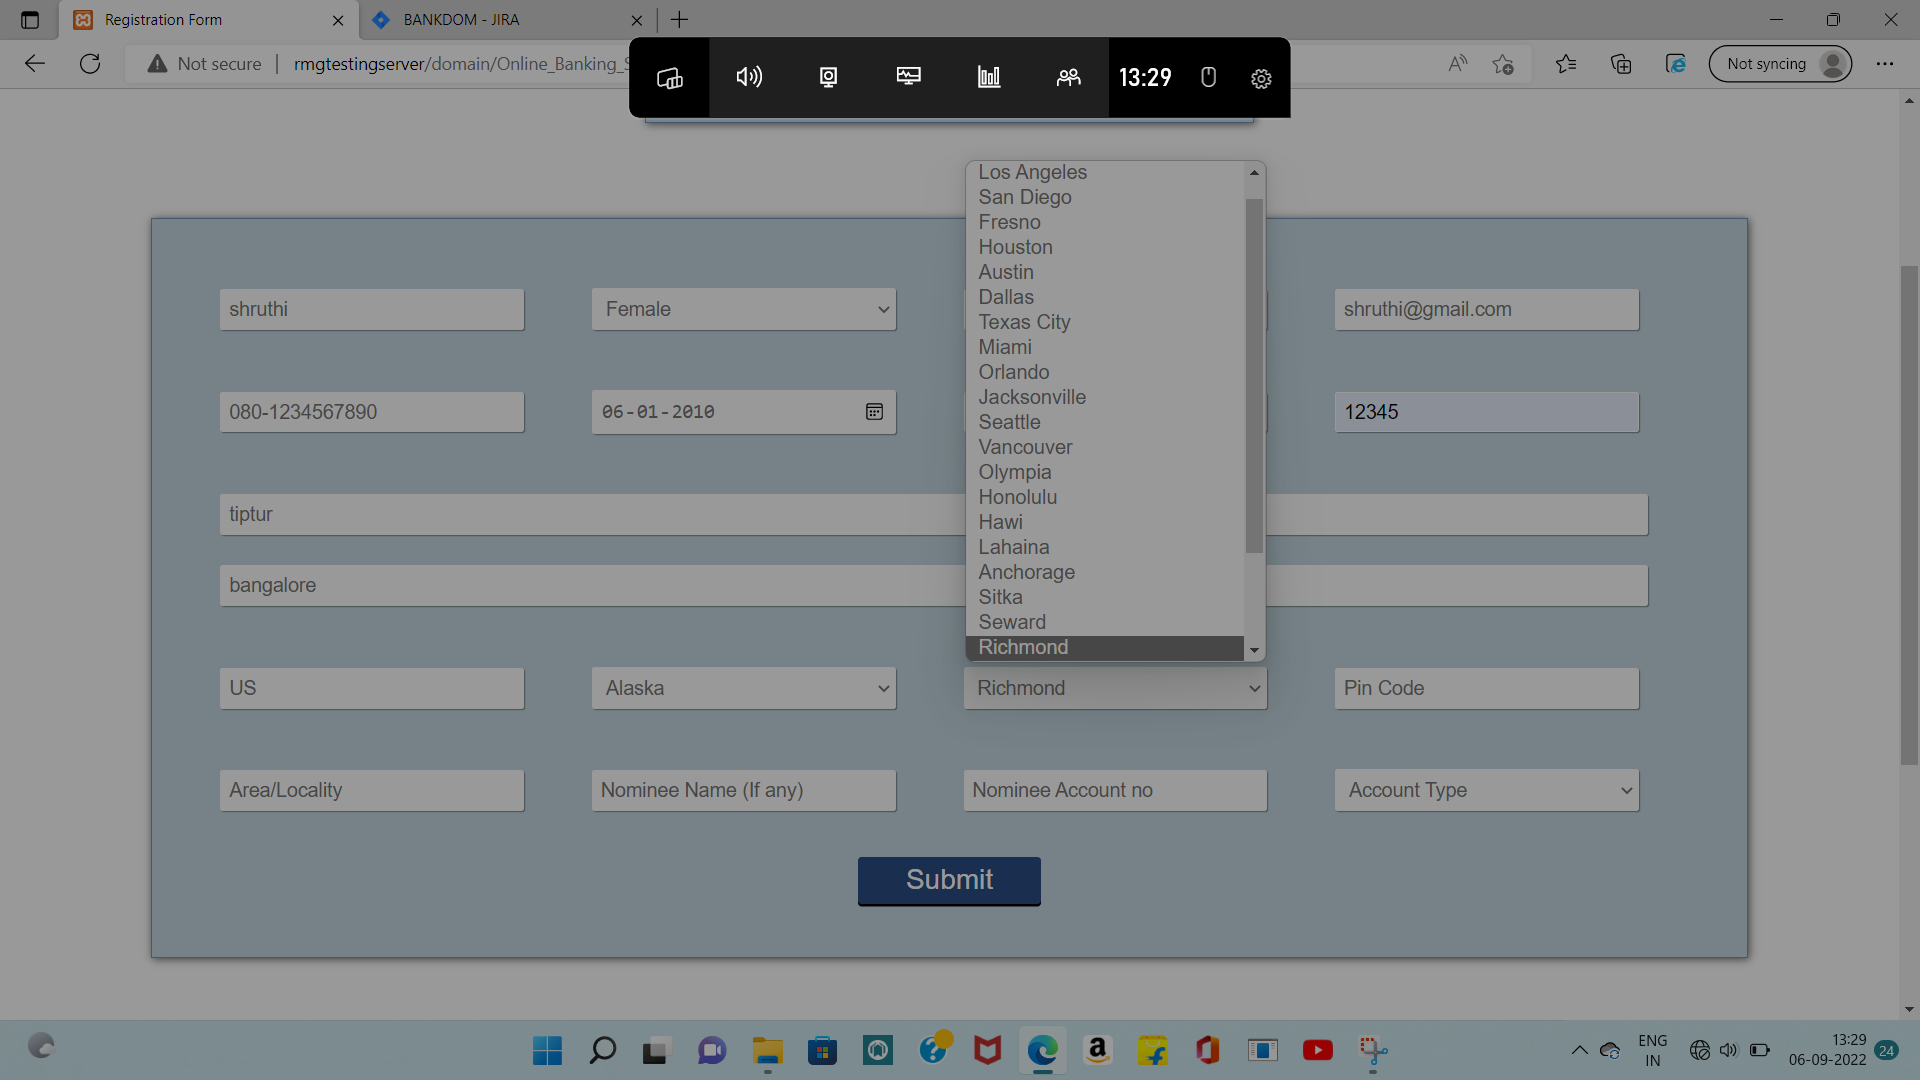 Registration Form
BANKDOM - JIRA
Not secure
rmgtestingserver/domain/Online_Banking_S
13:29
Not syncing
Los Angeles
San Diego
Fresno
Houston
Austin
Dallas
Texas City
Miami
Orlando
Jacksonville
Seattle
Vancouver
Olympia
Honolulu
Hawi
Lahaina
Anchorage
Sitka
Seward
Richmond
shruthi
Female
shruthi@gmail.com
080-1234567890
06-01-2010
12345
tiptur
bangalore
US
Alaska
Richmond
Pin Code
Area/Locality
Nominee Name (If any)
Nominee Account no
Account Type
Submit
ENG
IN
13:29
06-09-2022
24